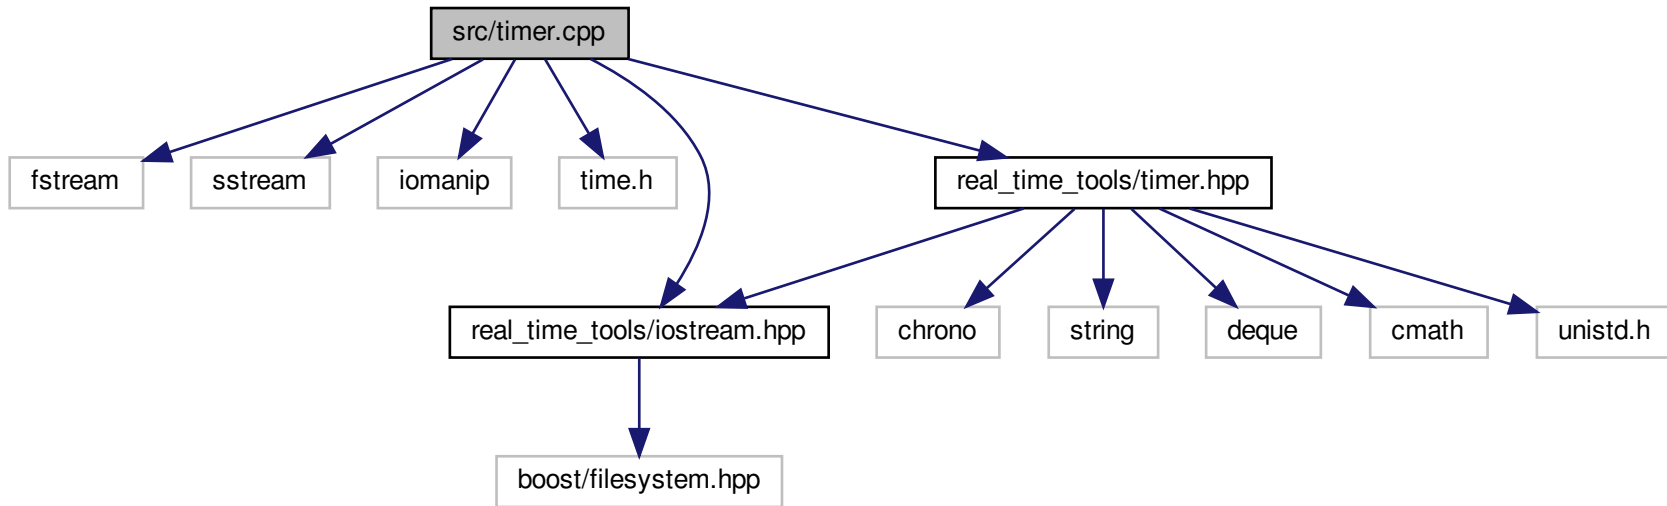 src/timer.cpp
fstream
sstream
iomanip
time.h
real_time_tools/timer.hpp
real_time_tools/iostream.hpp
chrono
string
deque
cmath
unistd.h
boost/filesystem.hpp